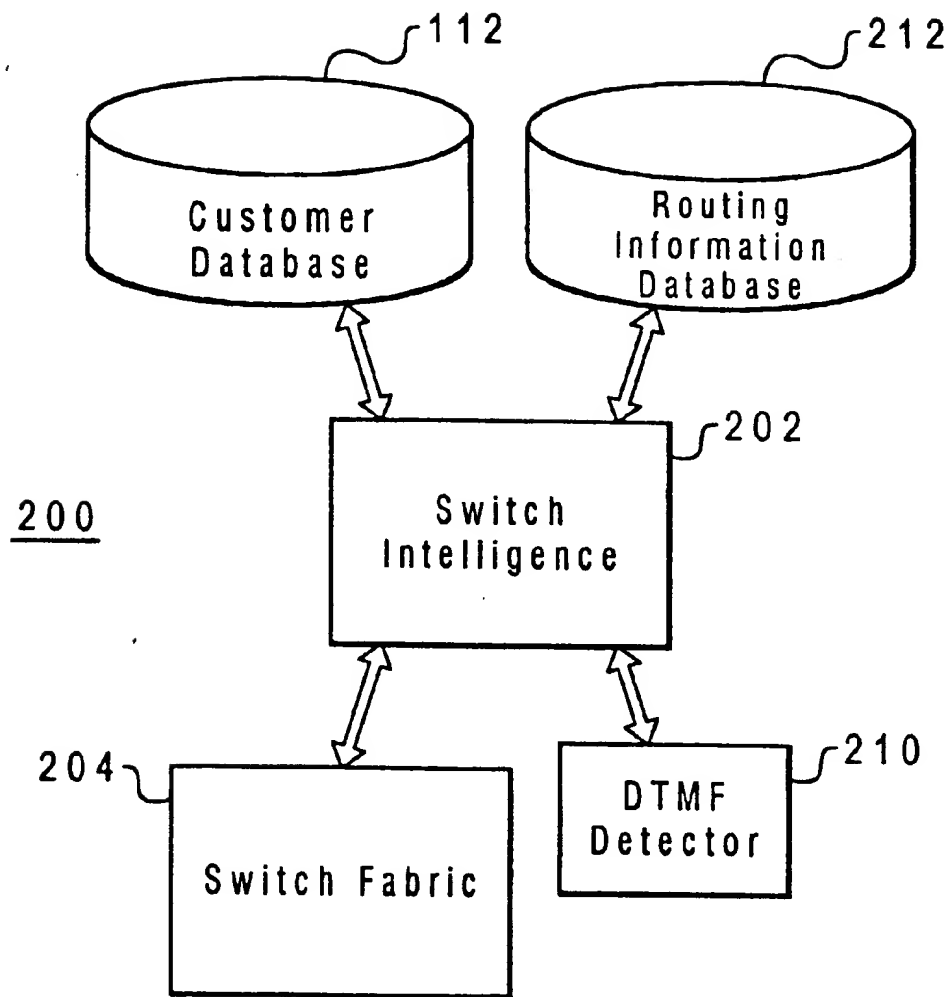 112
212
Customer
Database
Routing
Information
Database
202
Switch
Intelligence
200
204
Switch Fabric
210
DTMF
Detector